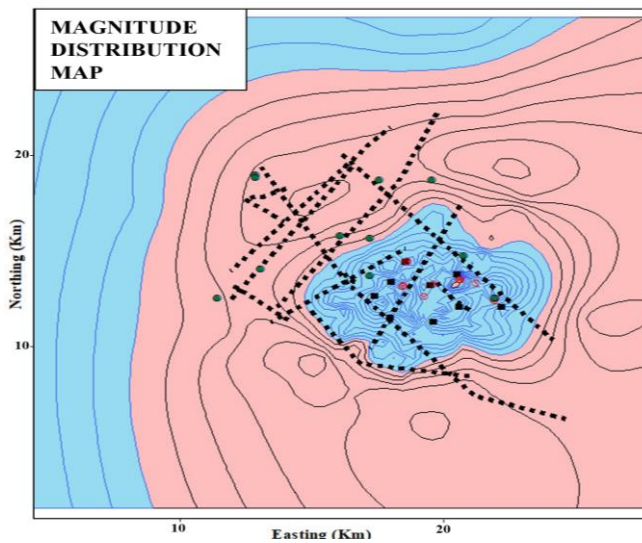 MAGNITUDE
DISTRIBUTION
MAP
20
10
Northing (Km)
10
20
Easting (Km)